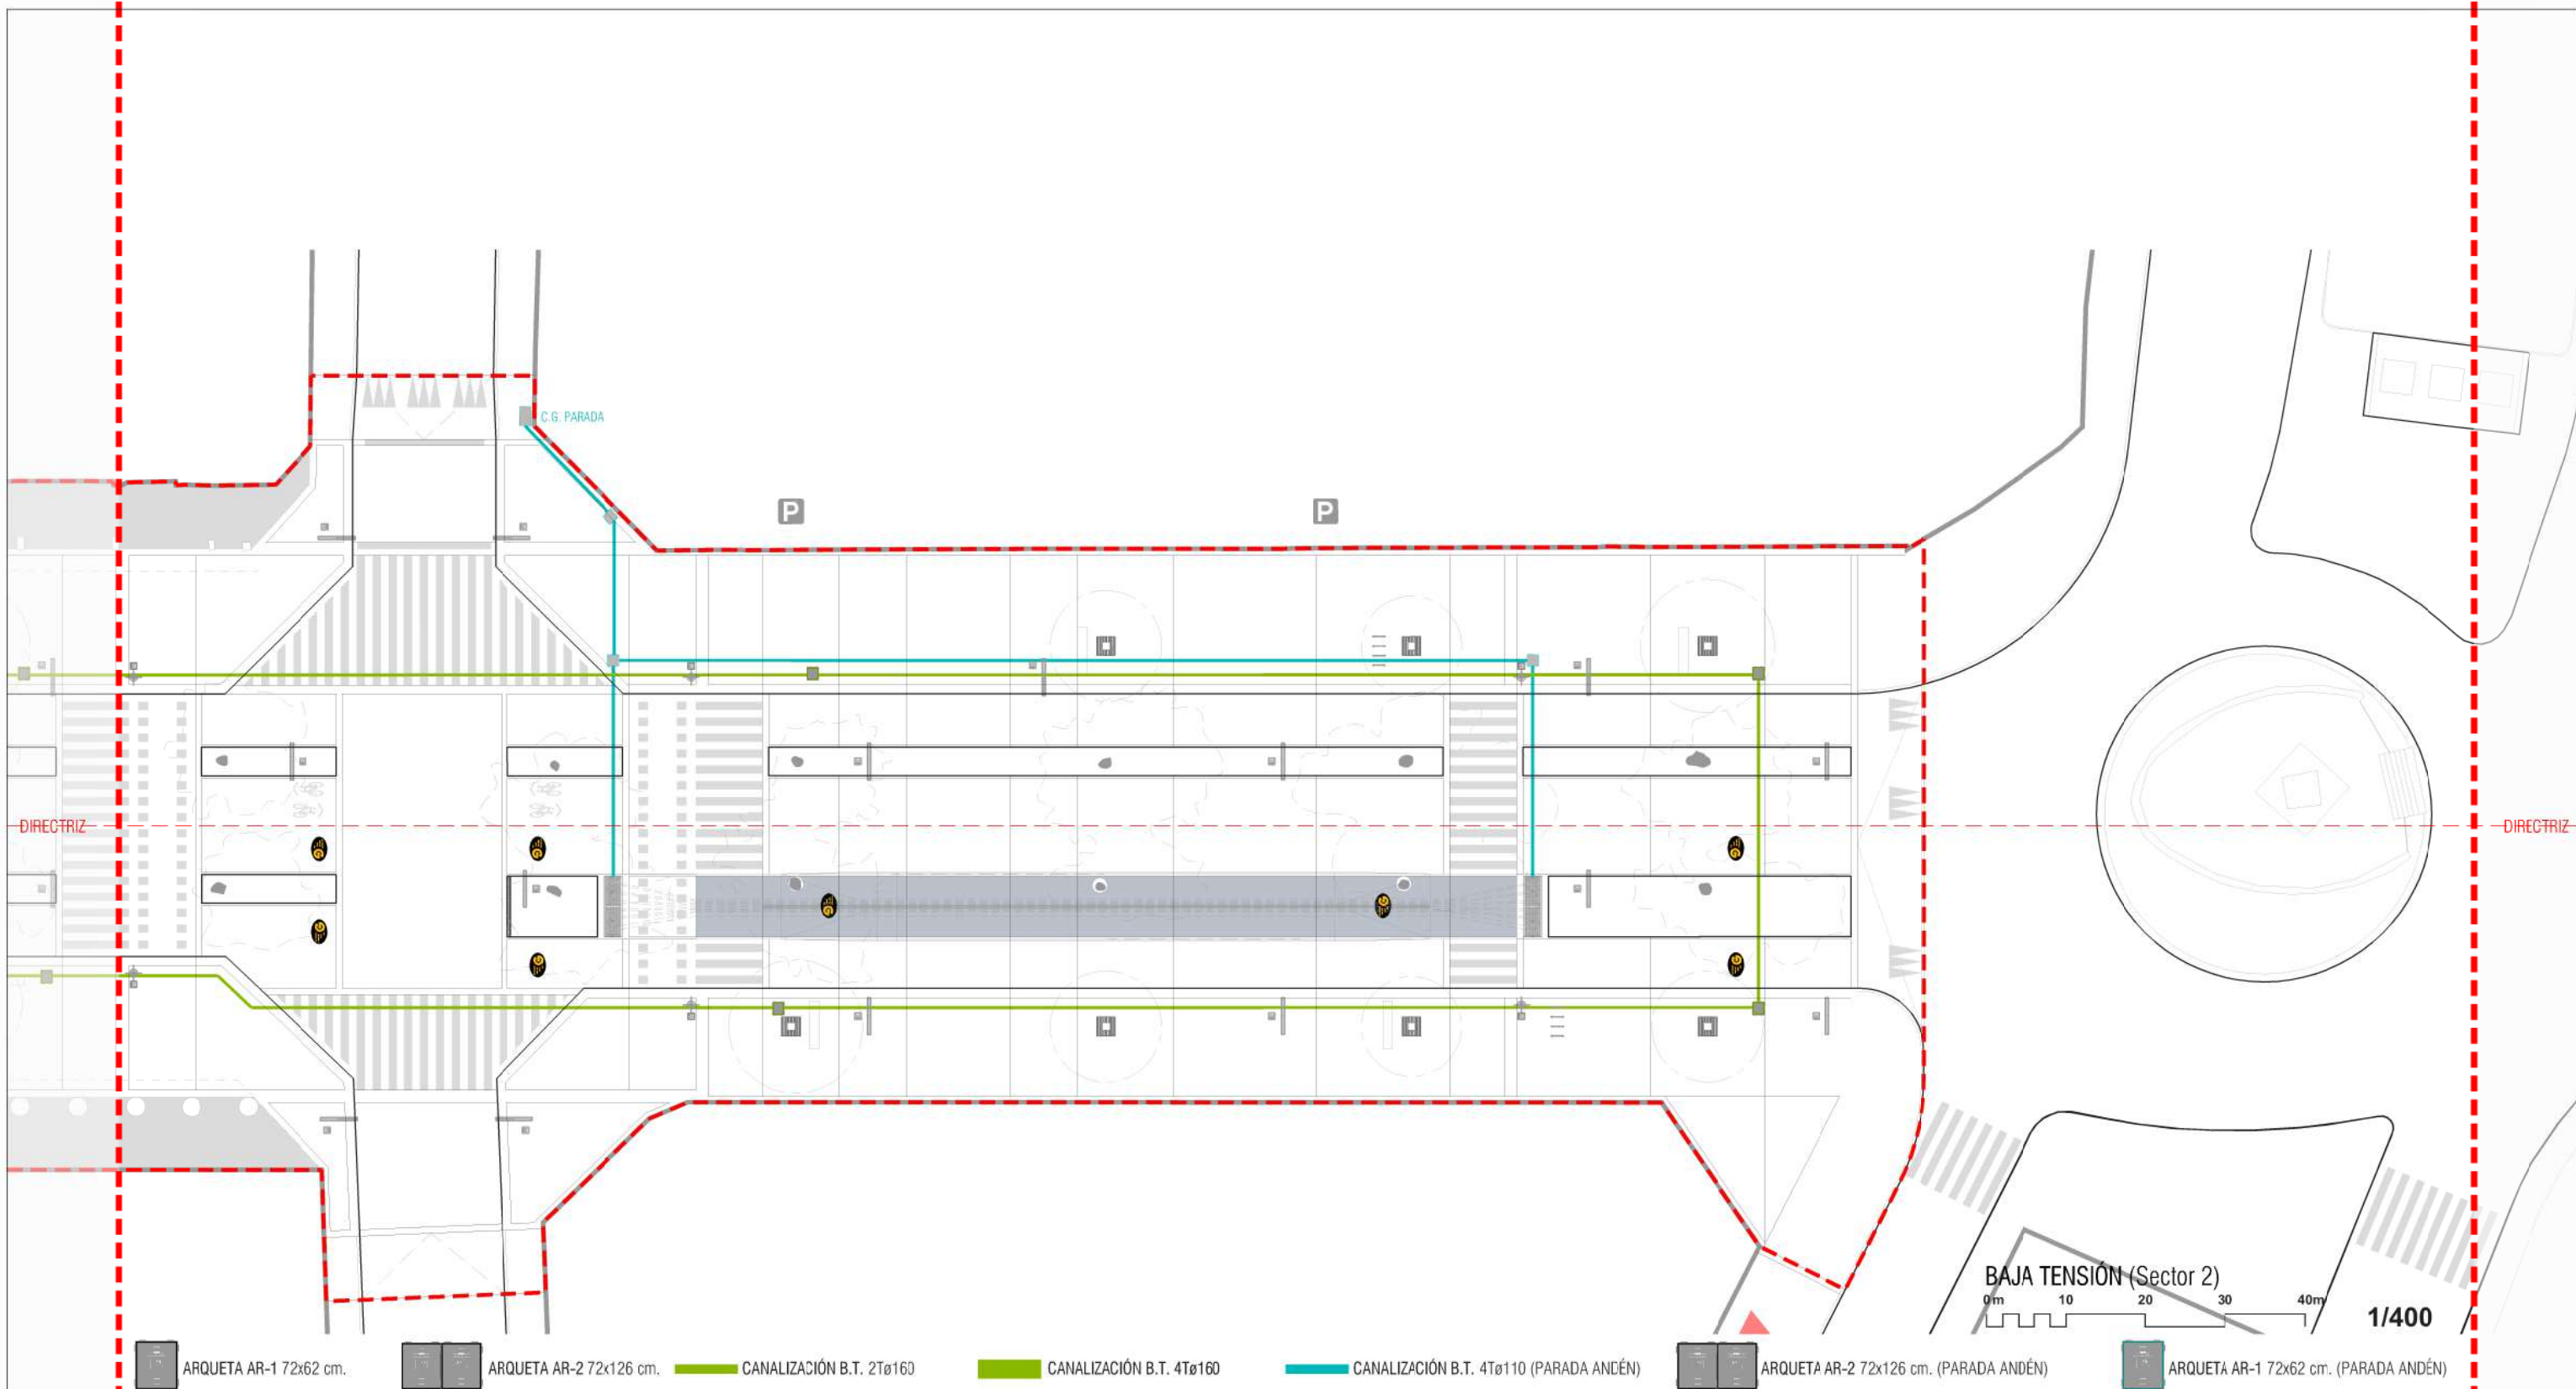 C.G. PARADA
P
P
DIRECTRIZ
DIRECTRIZ
BAJA TENSIÓN (Sector 2)
0m 10 20 30 40m
1/400
ARQUETA AR-1 72x62 cm.
ARQUETA AR-2 72x126 cm.
CANALIZACIÓN B.T. 2Tø160
CANALIZACIÓN B.T. 4Tø160
CANALIZACIÓN B.T. 4Tø110 (PARADA ANDÉN)
ARQUETA AR-2 72x126 cm. (PARADA ANDÉN)
ARQUETA AR-1 72x62 cm. (PARADA ANDÉN)